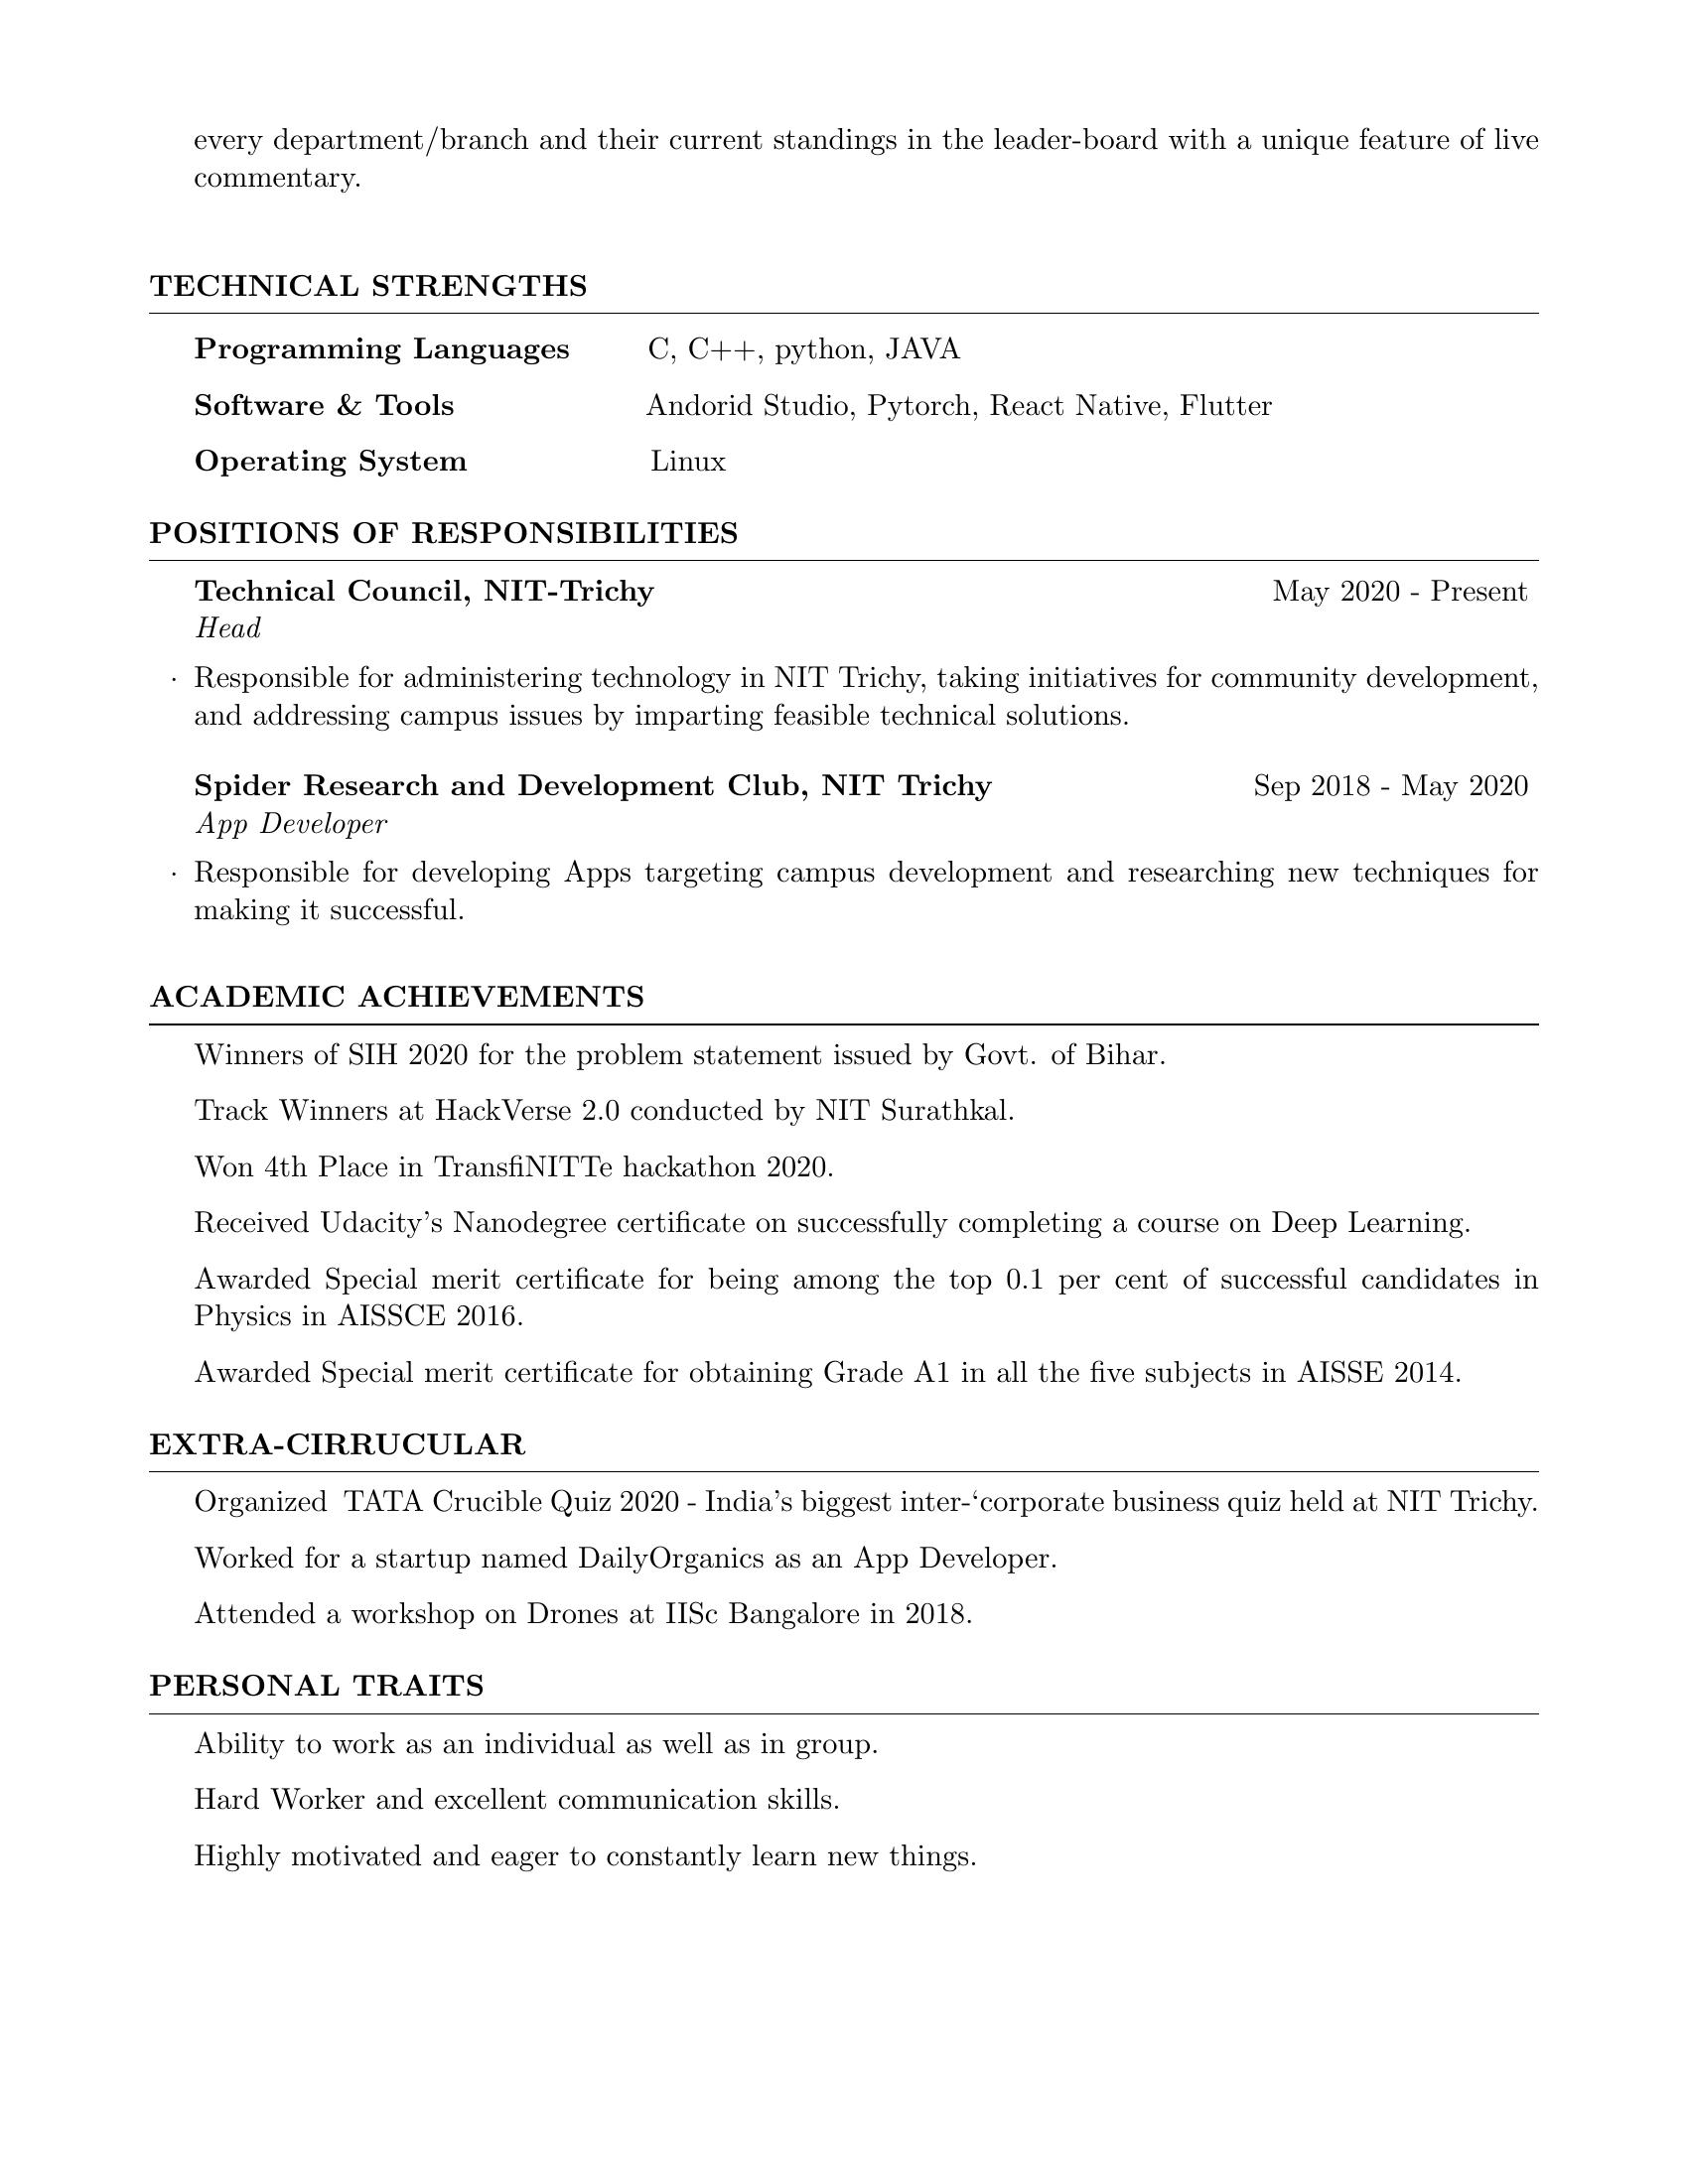 every department/branch and their current standings in the leader-board with a unique feature of live
commentary.
TECHNICAL STRENGTHS
Programming Languages C, C++, python, JAVA
Software & Tools Andorid Studio, Pytorch, React Native, Flutter
Operating System Linux
POSITIONS OF RESPONSIBILITIES
Technical Council, NIT-Trichy May 2020 - Present
Head
· Responsible for administering technology in NIT Trichy, taking initiatives for community development,
and addressing campus issues by imparting feasible technical solutions.
Spider Research and Development Club, NIT Trichy Sep 2018 - May 2020
App Developer
· Responsible for developing Apps targeting campus development and researching new techniques for
making it successful.
ACADEMIC ACHIEVEMENTS
Winners of SIH 2020 for the problem statement issued by Govt. of Bihar.
Track Winners at HackVerse 2.0 conducted by NIT Surathkal.
Won 4th Place in TransfiNITTe hackathon 2020.
Received Udacity's Nanodegree certificate on successfully completing a course on Deep Learning.
Awarded Special merit certificate for being among the top 0.1 per cent of successful candidates in
Physics in AISSCE 2016.
Awarded Special merit certificate for obtaining Grade A1 in all the five subjects in AISSE 2014.
EXTRA-CIRRUCULAR
Organized TATA Crucible Quiz 2020 - India's biggest inter-‘corporate business quiz held at NIT Trichy.
Worked for a startup named DailyOrganics as an App Developer.
Attended a workshop on Drones at IISc Bangalore in 2018.
PERSONAL TRAITS
Ability to work as an individual as well as in group.
Hard Worker and excellent communication skills.
Highly motivated and eager to constantly learn new things.